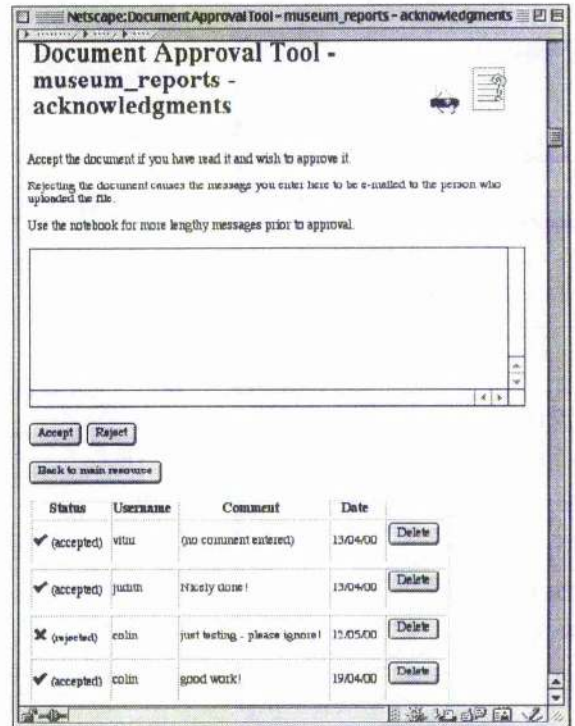 Netscape: Document Approval Tool - museum_reports - acknowledgments
Document Approval Tool -
museum_reports -
acknowledgments
Accept the document if you have read it and wish to approve it.
Rejecting the document causes the message you enter here to be e-mailed to the person who
uploaded the file.
Use the notebook for more lengthy messages prior to approval.
Accept Reject
Back to main resource
Status Username Comment Date
(accepted) (no comment entered) 13/04/00 Delete
(accepted) judith Nicely done! 13/04/00 Delete
(rejected) colin just testing - please ignore! 12/05/00 Delete
(accepted) colin good work! 19/04/00 Delete